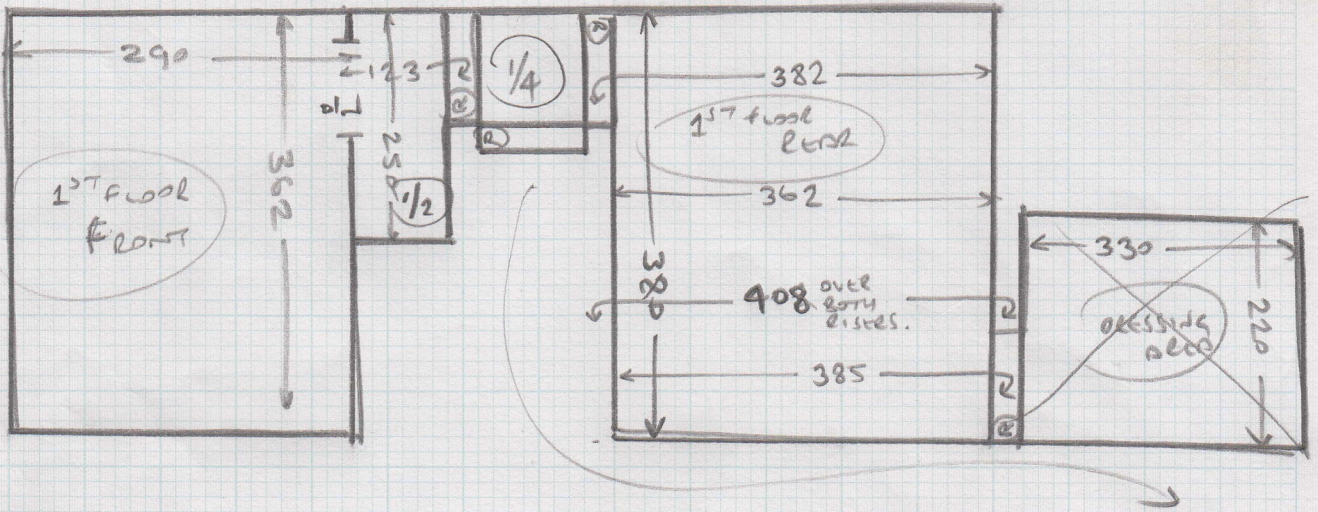 290
123
R
1/4
R
382
D/L
R
R
1ST FLOOR
REAR
362
250
1/2
362
1ST FLOOR
FRONT
380
330
408 OVER
BOTH
RISERS.
220
DRESSING
AREA
385
R